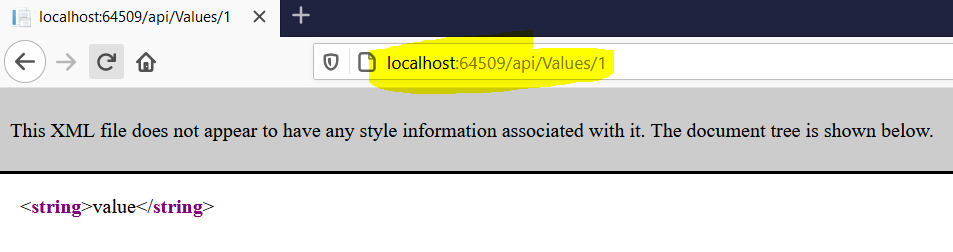 localhost:64509/api/Values/1
localhost:64509/api/Values/1
This XML file does not appear to have any style information associated with it. The document tree is shown below.
<string>value</string>